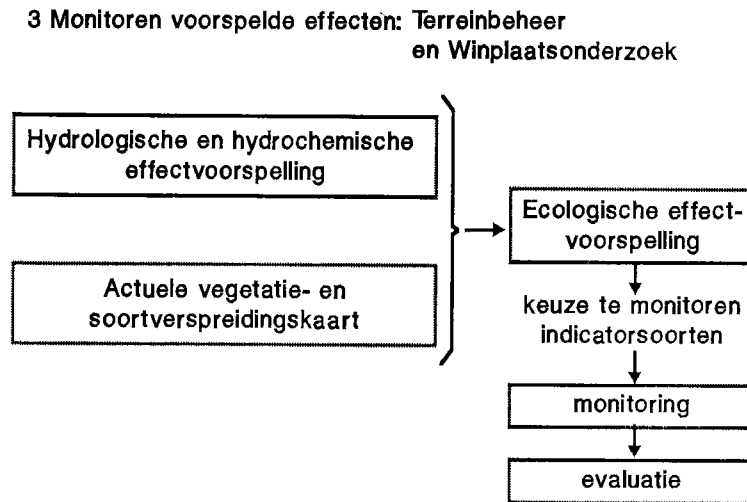 3 Monitoren voorspelde effecten: Terreinbeheer
en Winplaatsonderzoek
Hydrologische en hydrochemische
effectvoorspelling
Actuele vegetatie- en
soortverspreidingskaart
Ecologische effect-
voorspelling
keuze te monitoren
indicatorsoorten
monitoring
evaluatie